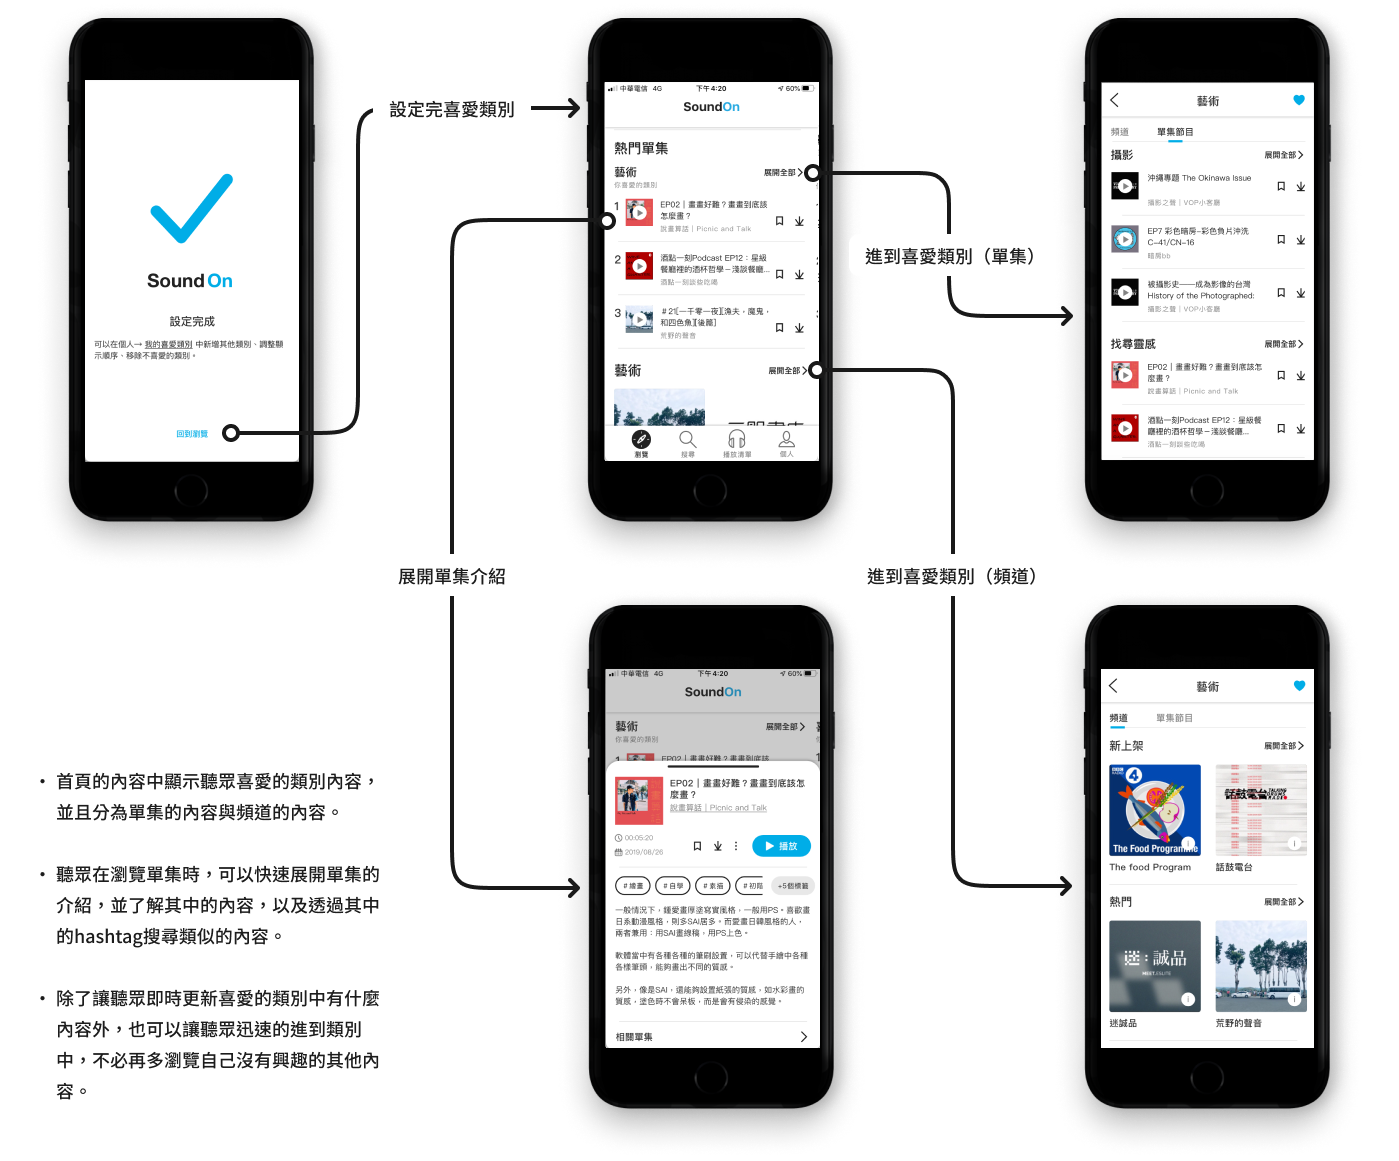 SoundOn
設定完成
可以在個人→ 我的喜愛類別 中新增其他類別、調整顯
示順序、移除不喜愛的類別。
回到瀏覽
設定完喜愛類別
中華電信 4G 下午4:20 60%
SoundOn
熱門單集
藝術 展開全部
你喜愛的類別
1 EP02｜畫畫好難？畫畫到底該
怎麼畫？
說畫算話｜Picnic and Talk
2 酒點一刻Podcast EP12：星級
餐廳裡的酒杯哲學－淺談餐廳...
酒點一刻談些吃喝
3 ＃21[一千零一夜][漁夫，魔鬼，
和四色魚][後篇]
荒野的聲音
藝術 展開全部
瀏覽 搜尋 播放清單 個人
進到喜愛類別（單集）
藝術
頻道 單集節目
攝影 展開全部
沖繩專題 The Okinawa Issue
攝影之聲｜VOP小客廳
EP7 彩色暗房-彩色負片沖洗
C-41/CN-16
暗房bb
被攝影史——成為影像的台灣
History of the Photographed:
攝影之聲｜VOP小客廳
找尋靈感 展開全部
EP02｜畫畫好難？畫畫到底該怎
麼畫？
說畫算話｜Picnic and Talk
酒點一刻Podcast EP12：星級餐
廳裡的酒杯哲學－淺談餐廳...
酒點一刻談些吃喝
展開單集介紹
進到喜愛類別（頻道）
中華電信 4G 下午4:20 60%
SoundOn
藝術 展開全部
你喜愛的類別
1 EP02｜畫畫好難？畫畫到底該
EP02｜畫畫好難？畫畫到底該怎
麼畫？
說畫算話｜Picnic and Talk
00:05:20
2019/06/26
播放
#繪畫 #自學 #素描 #初階 +5個標籤
一般情況下，鍾愛畫厚塗寫實風格，一般用PS。喜歡畫
日系動漫風格，則多SAI居多。而愛畫日韓風格的人，
兩者兼用：用SAI畫線稿，用PS上色。
軟體當中有各種各種的筆刷設置，可以代替手繪中各種
各樣筆頭，能夠畫出不同的質感。
另外，像是SAI，還能夠設置紙張的質感，如水彩畫的
質感，塗色時不會呆板，而是會有侵染的感覺。
相關單集
藝術
頻道 單集節目
新上架 展開全部
BBC
RADIO
4
The Food Programme
話鼓電台
The food Program 話鼓電台
熱門 展開全部
迷：誠品
MEET.ESLITE
迷誠品 荒野的聲音
・ 首頁的內容中顯示聽眾喜愛的類別內容，
並且分為單集的內容與頻道的內容。
・ 聽眾在瀏覽單集時，可以快速展開單集的
介紹，並了解其中的內容，以及透過其中
的hashtag搜尋類似的內容。
・ 除了讓聽眾即時更新喜愛的類別中有什麼
內容外，也可以讓聽眾迅速的進到類別
中，不必再多瀏覽自己沒有興趣的其他內
容。